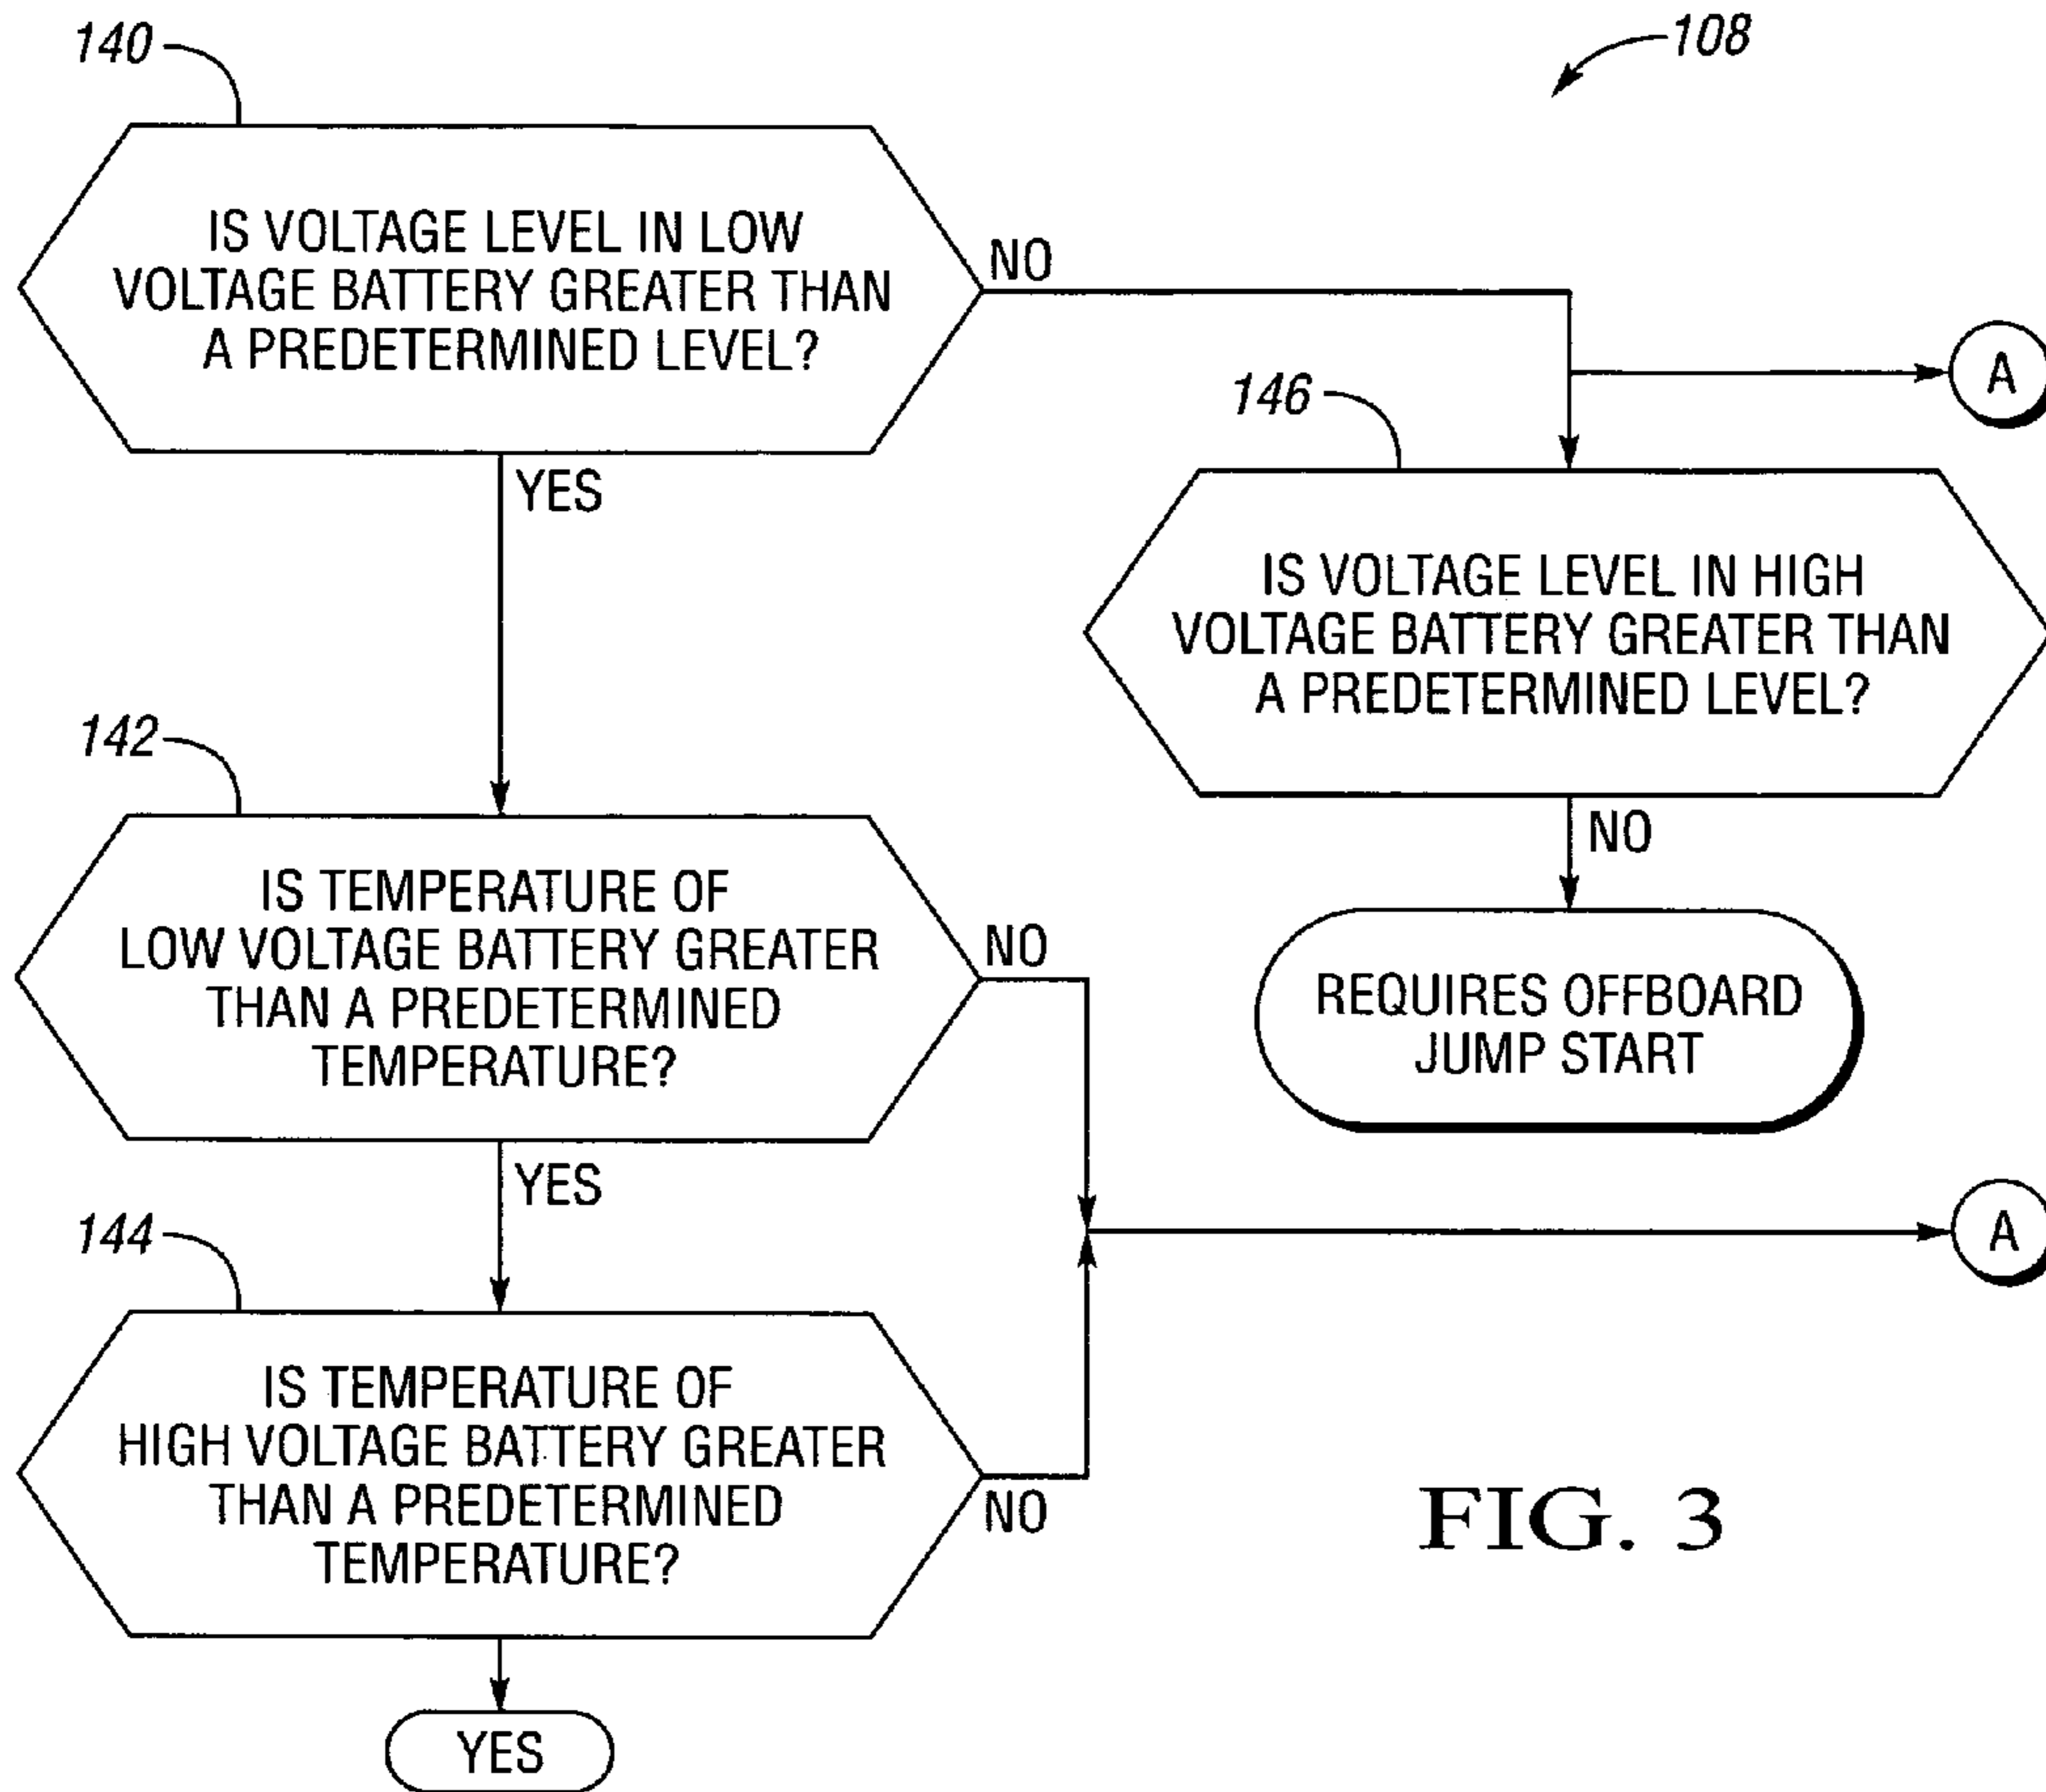 140
108
IS VOLTAGE LEVEL IN LOW
VOLTAGE BATTERY GREATER THAN
A PREDETERMINED LEVEL?
NO
A
YES
146
IS VOLTAGE LEVEL IN HIGH
VOLTAGE BATTERY GREATER THAN
A PREDETERMINED LEVEL?
NO
REQUIRES OFFBOARD
JUMP START
142
IS TEMPERATURE OF
LOW VOLTAGE BATTERY GREATER
THAN A PREDETERMINED
TEMPERATURE?
NO
YES
A
144
IS TEMPERATURE OF
HIGH VOLTAGE BATTERY GREATER
THAN A PREDETERMINED
TEMPERATURE?
NO
YES
FIG. 3